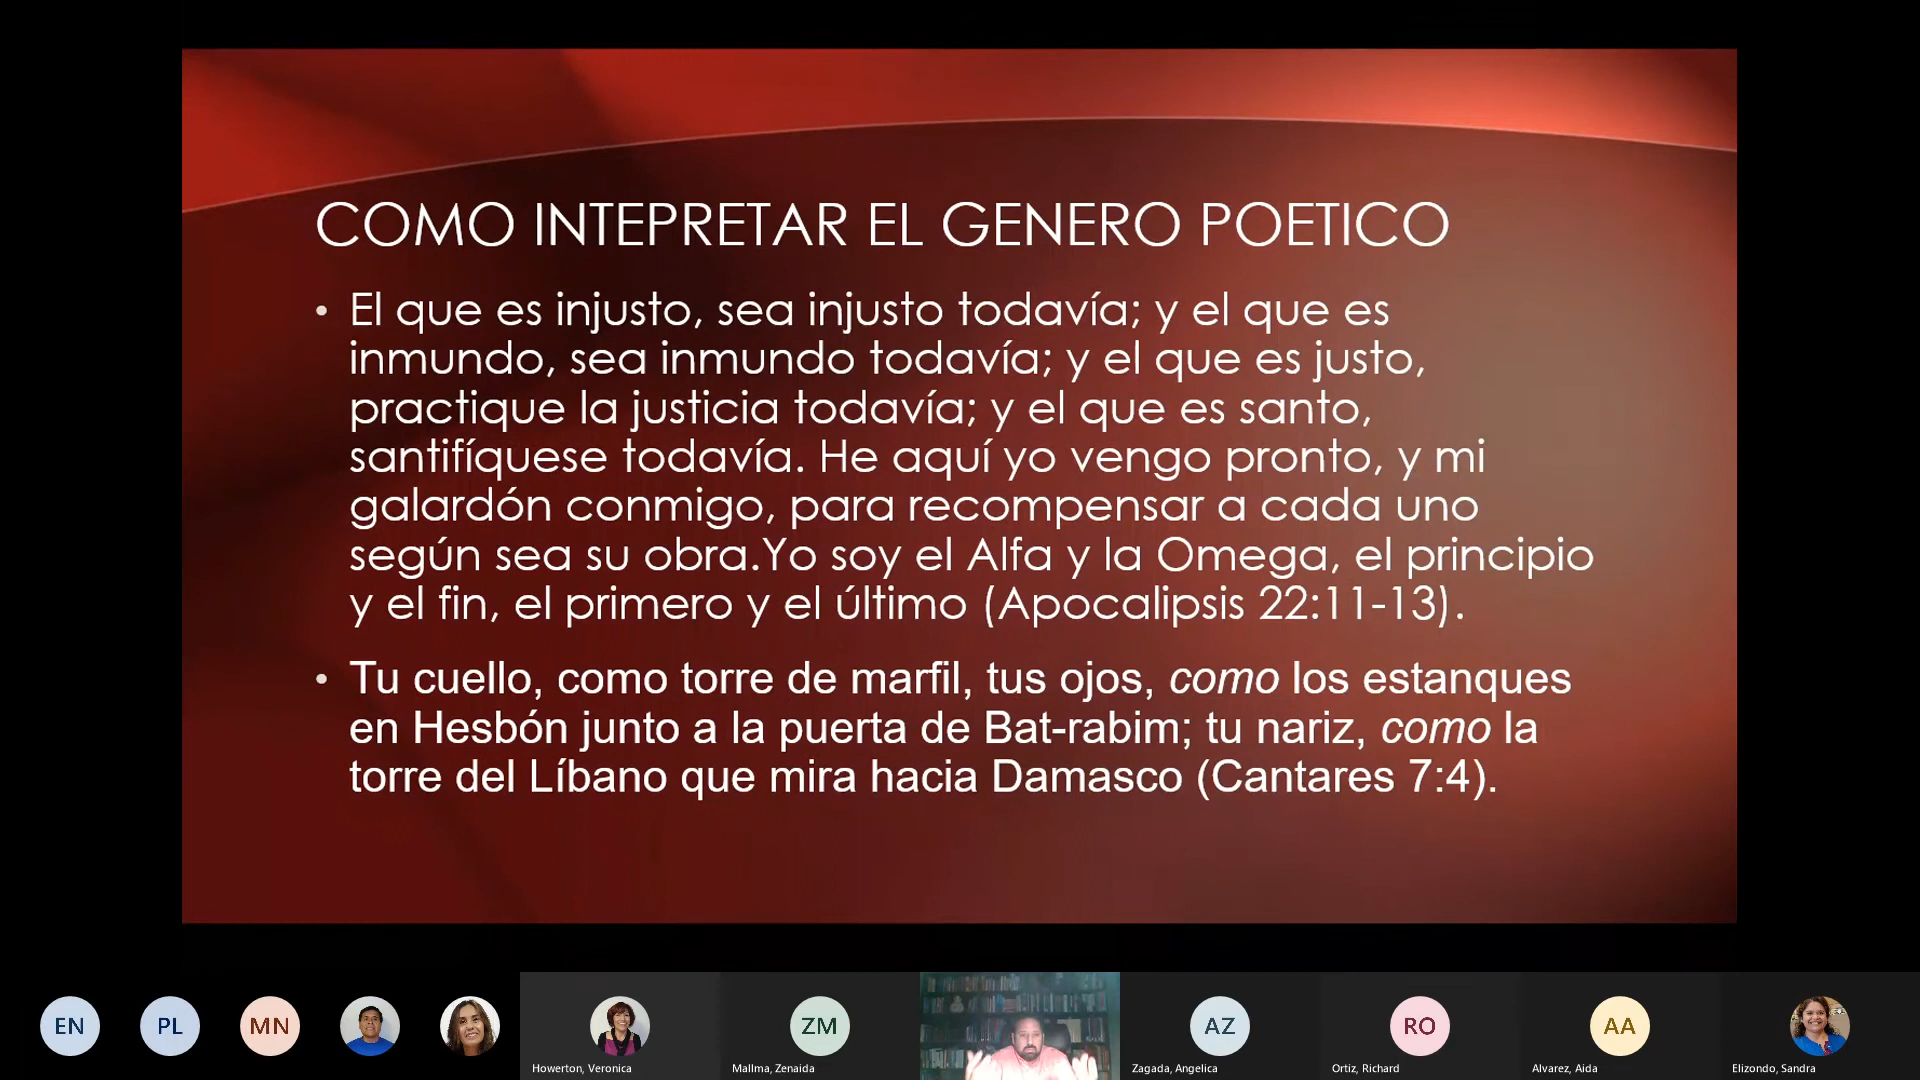 COMO INTEPRETAR EL GENERO POETICO
• El que es injusto, sea injusto todavía; y el que es
inmundo, sea inmundo todavía; y el que es justo,
practique la justicia todavía; y el que es santo,
santifíquese todavía. He aquí yo vengo pronto, y mi
galardón conmigo, para recompensar a cada uno
según sea su obra.Yo soy el Alfa y la Omega, el principio
y el fin, el primero y el último (Apocalipsis 22:11-13).
• Tu cuello, como torre de marfil, tus ojos, como los estanques
en Hesbón junto a la puerta de Bat-rabim; tu nariz, como la
torre del Líbano que mira hacia Damasco (Cantares 7:4).
EN PL MN ZM AZ RO AA
Howerton, Veronica Mallma, Zenaida Zagada, Angelica Ortiz, Richard Alvarez, Aida Elizondo, Sandra